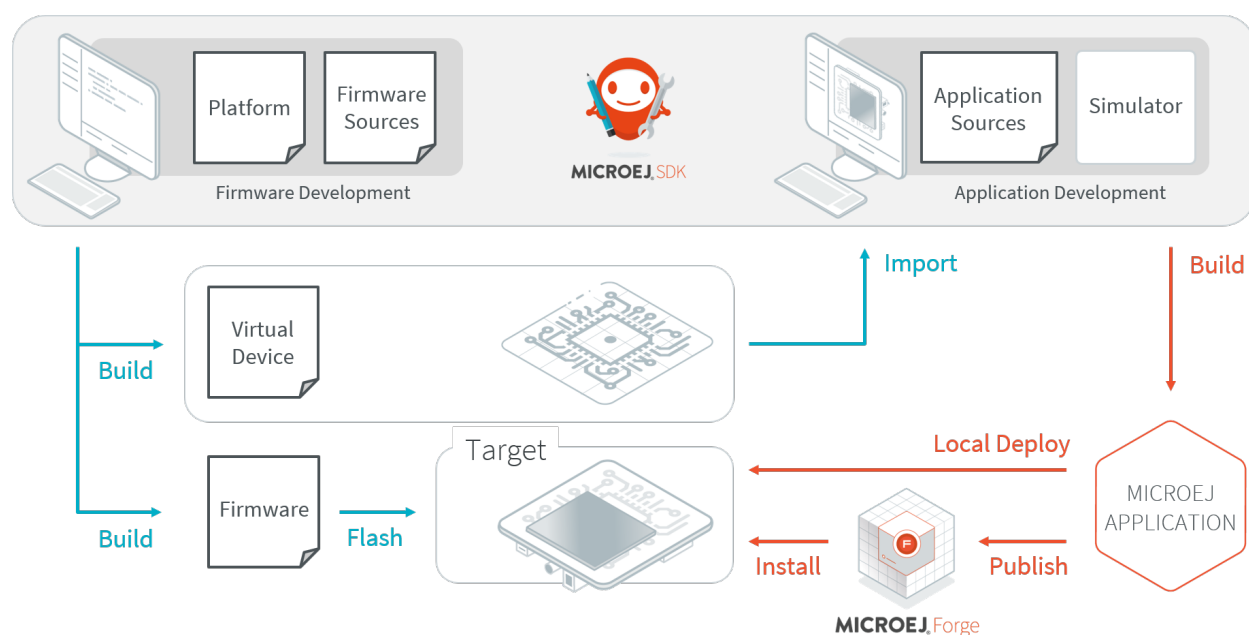 Platform
Firmware
Sources
Firmware Development
MICROEJ SDK
Application
Sources
Simulator
Application Development
Import
Build
Virtual
Device
Build
Target
Local Deploy
MICROEJ
APPLICATION
Firmware
Build
Flash
Install
Publish
F
MICROEJ Forge